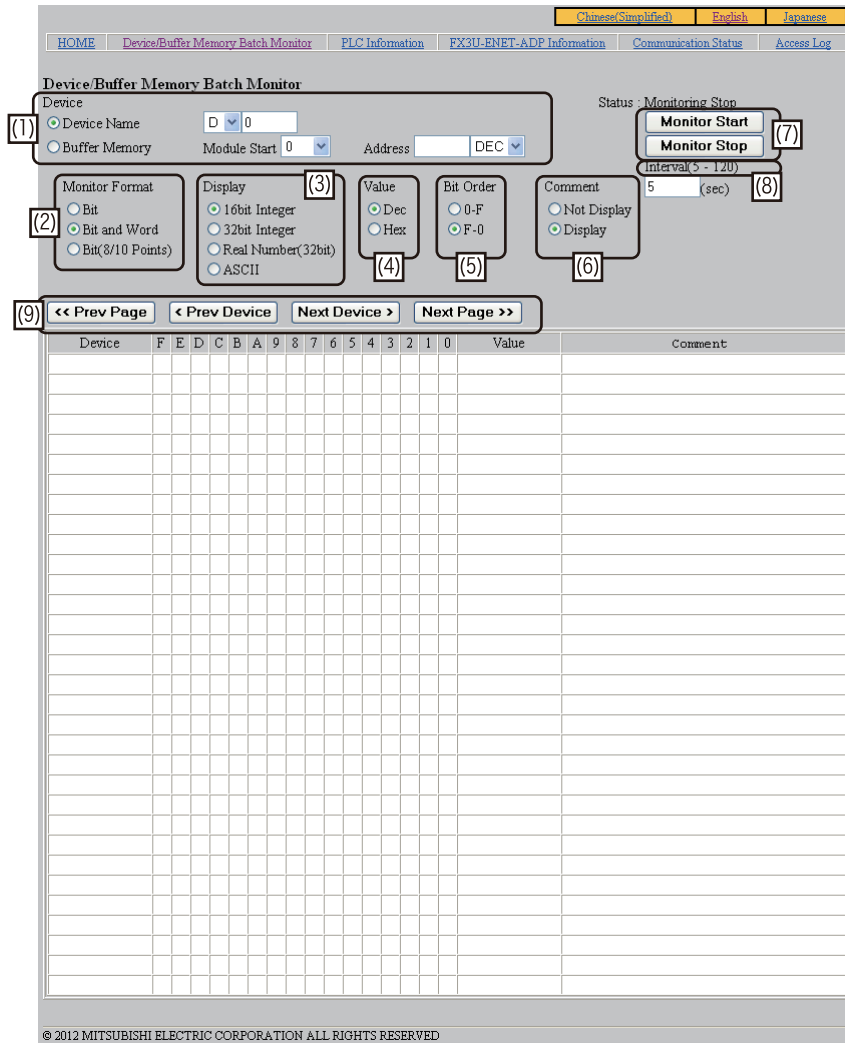 Chinese(Simplified) English Japanese
HOME Device/Buffer Memory Batch Monitor PLC Information FX3U-ENET-ADP Information Communication Status Access Log
Device/Buffer Memory Batch Monitor
Device Status : Monitoring Stop
(1) Device Name D 0 Monitor Start (7)
Buffer Memory Module Start 0 Address DEC Monitor Stop
Interval(5 - 120)
5 (sec) (8)
(2) Monitor Format
Bit
Bit and Word
Bit(8/10 Points)
Display (3)
16bit Integer
32bit Integer
Real Number(32bit)
ASCII
Value
Dec
Hex
(4)
Bit Order
0-F
F-0
(5)
Comment
Not Display
Display
(6)
(9) << Prev Page < Prev Device Next Device > Next Page >>
Device F E D C B A 9 8 7 6 5 4 3 2 1 0 Value Comment
© 2012 MITSUBISHI ELECTRIC CORPORATION ALL RIGHTS RESERVED